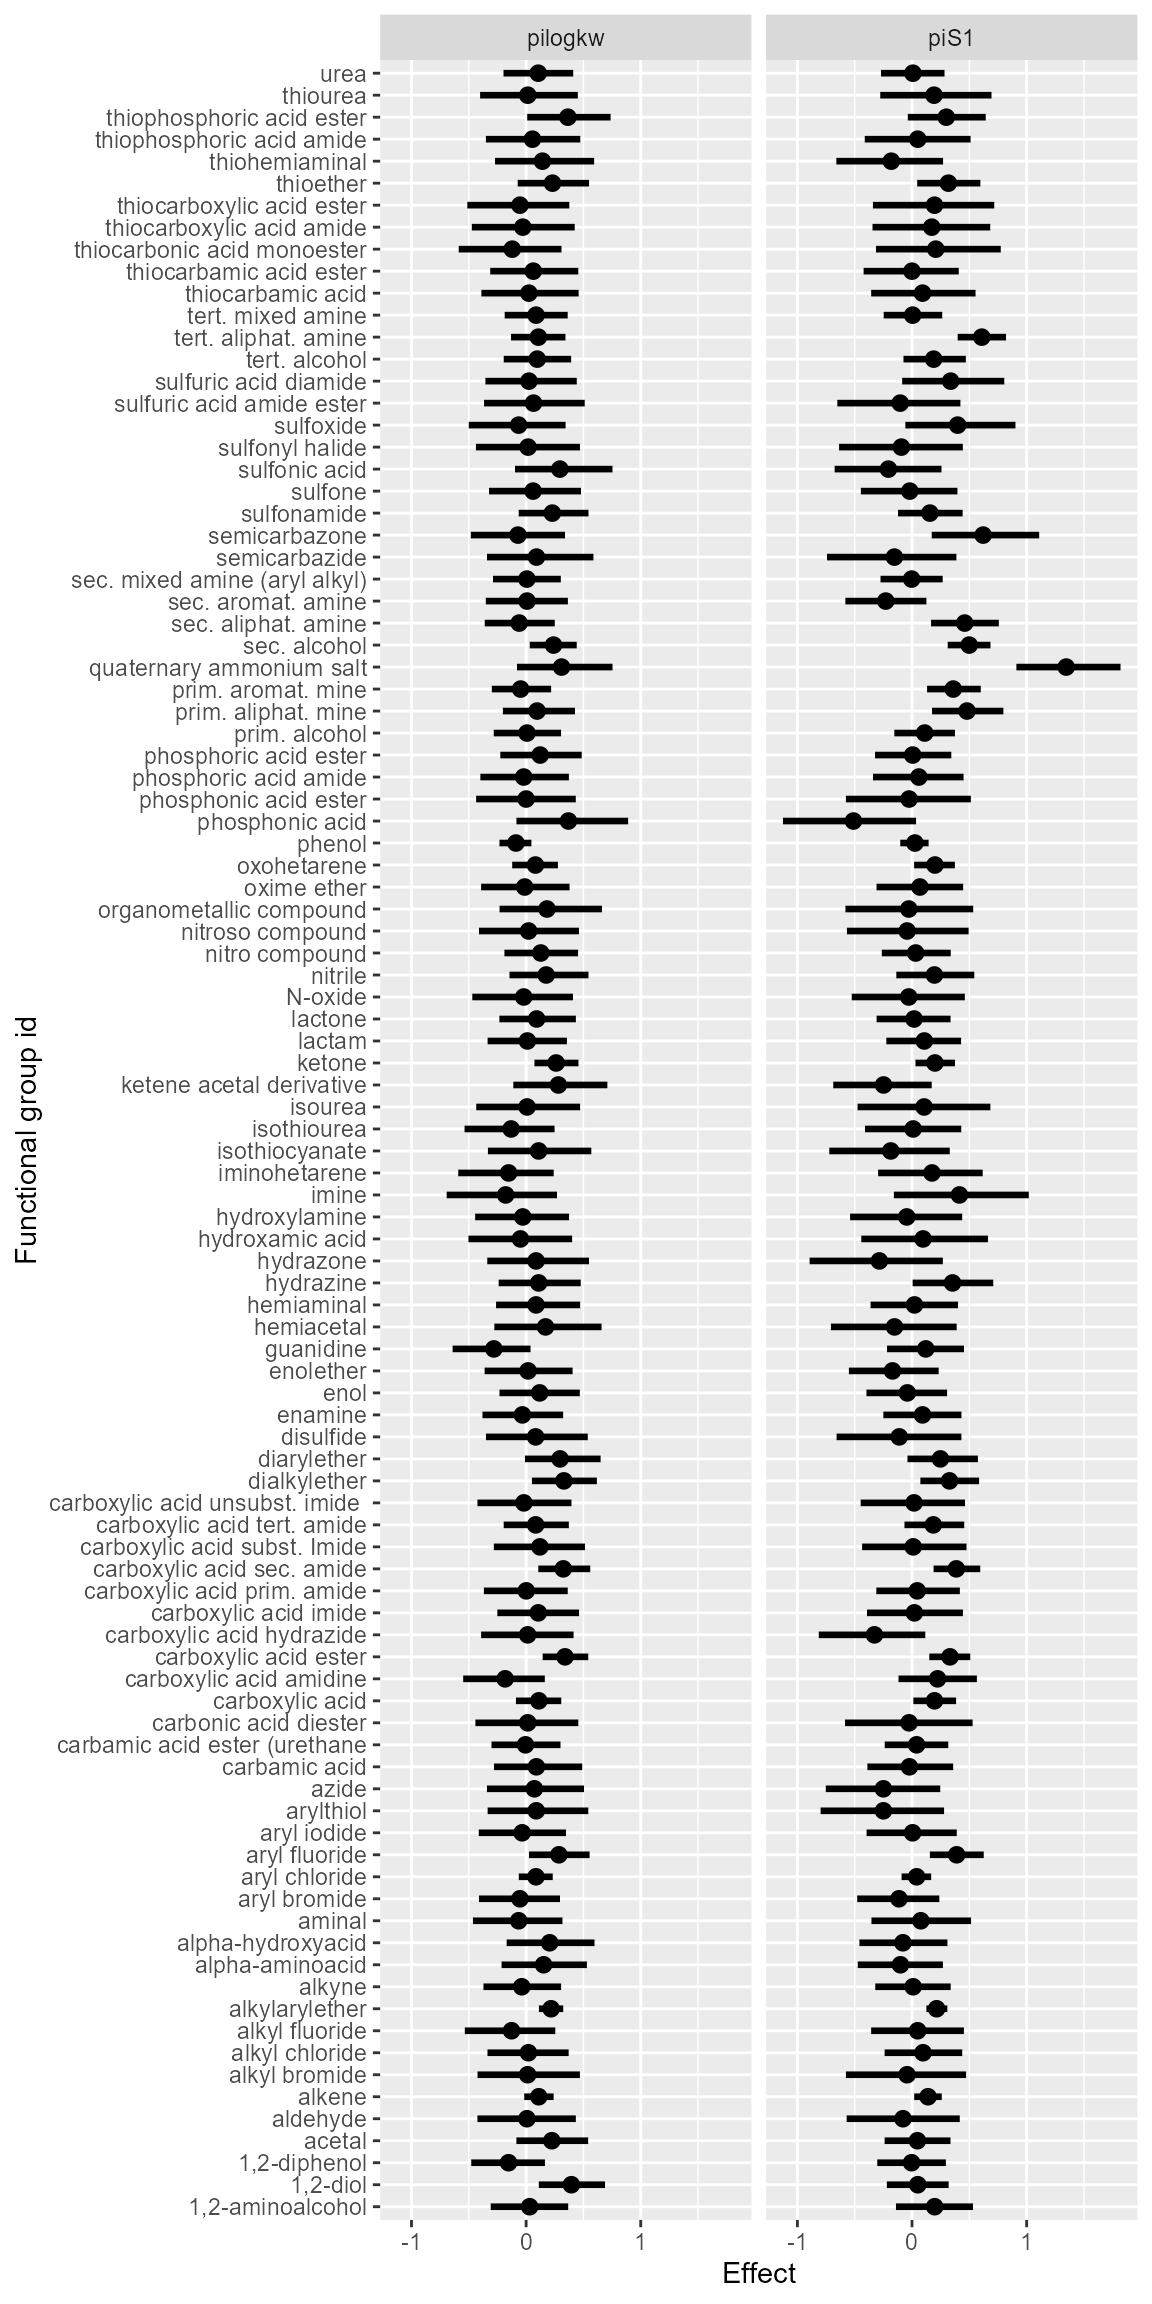 pilogkw
piS1
urea
thiourea
thiophosphoric acid ester
thiophosphoric acid amide
thiohemiaminal
thioether
thiocarboxylic acid ester
thiocarboxylic acid amide
thiocarbonic acid monoester
thiocarbamic acid ester
thiocarbamic acid
tert. mixed amine
tert. aliphat. amine
tert. alcohol
sulfuric acid diamide
sulfuric acid amide ester
sulfoxide
sulfonyl halide
sulfonic acid
sulfone
sulfonamide
semicarbazone
semicarbazide
sec. mixed amine (aryl alkyl)
sec. aromat. amine
sec. aliphat. amine
sec. alcohol
quaternary ammonium salt
prim. aromat. mine
prim. aliphat. mine
prim. alcohol
phosphoric acid ester
phosphoric acid amide
phosphonic acid ester
phosphonic acid
phenol
oxohetarene
oxime ether
organometallic compound
nitroso compound
nitro compound
nitrile
N-oxide
lactone
lactam
ketone
ketene acetal derivative
isourea
isothiourea
isothiocyanate
iminohetarene
imine
hydroxylamine
hydroxamic acid
hydrazone
hydrazine
hemiaminal
hemiacetal
guanidine
enolether
enol
enamine
disulfide
diarylether
dialkylether
carboxylic acid unsubst. imide
carboxylic acid tert. amide
carboxylic acid subst. Imide
carboxylic acid sec. amide
carboxylic acid prim. amide
carboxylic acid imide
carboxylic acid hydrazide
carboxylic acid ester
carboxylic acid amidine
carboxylic acid
carbonic acid diester
carbamic acid ester (urethane
carbamic acid
azide
arylthiol
aryl iodide
aryl fluoride
aryl chloride
aryl bromide
aminal
alpha-hydroxyacid
alpha-aminoacid
alkyne
alkylarylether
alkyl fluoride
alkyl chloride
alkyl bromide
alkene
aldehyde
acetal
1,2-diphenol
1,2-diol
1,2-aminoalcohol
Functional group id
-1 0 1
-1 0 1
Effect